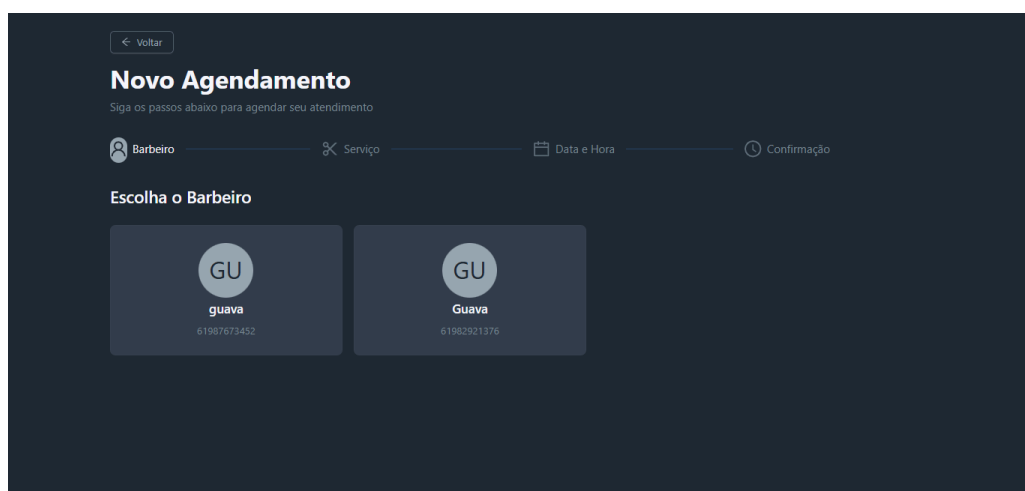 ← Voltar
Novo Agendamento
Siga os passos abaixo para agendar seu atendimento
Barbeiro Serviço Data e Hora Confirmação
Escolha o Barbeiro
GU GU
guava Guava
61987673452 61982921376